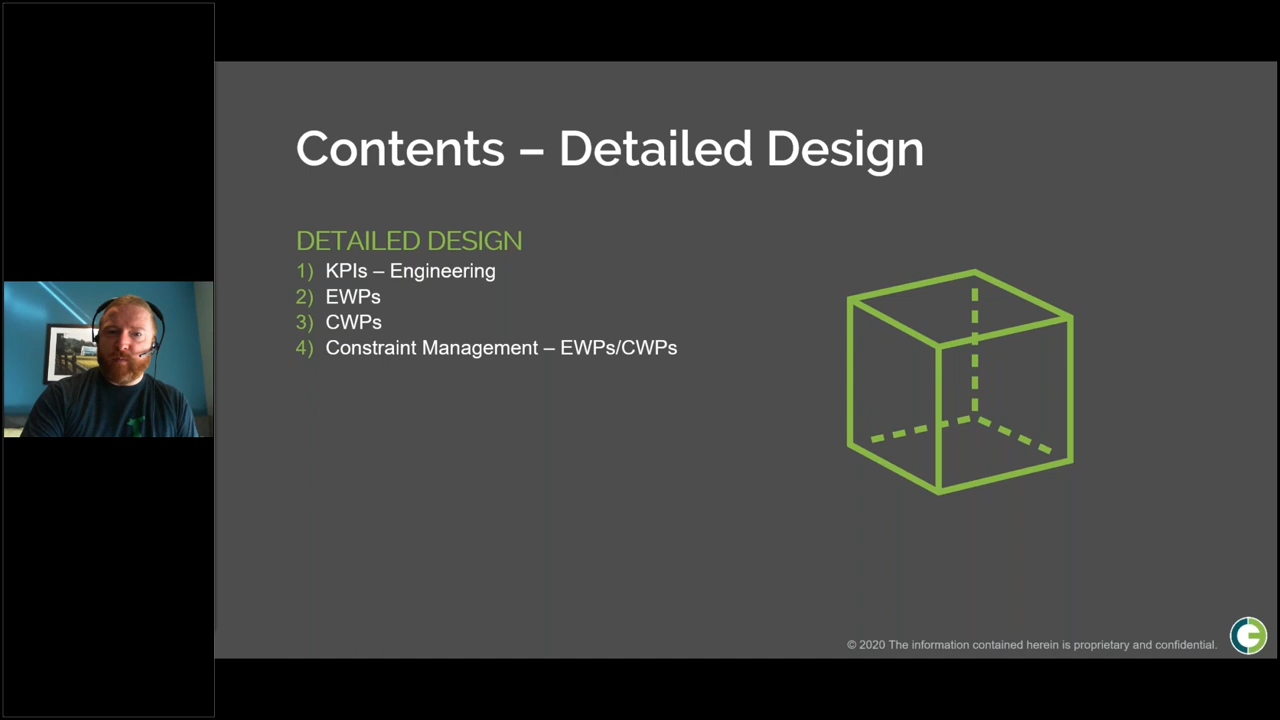 Contents – Detailed Design
DETAILED DESIGN
1) KPIs – Engineering
2) EWPs
3) CWPs
4) Constraint Management – EWPs/CWPs
© 2020 The information contained herein is proprietary and confidential.